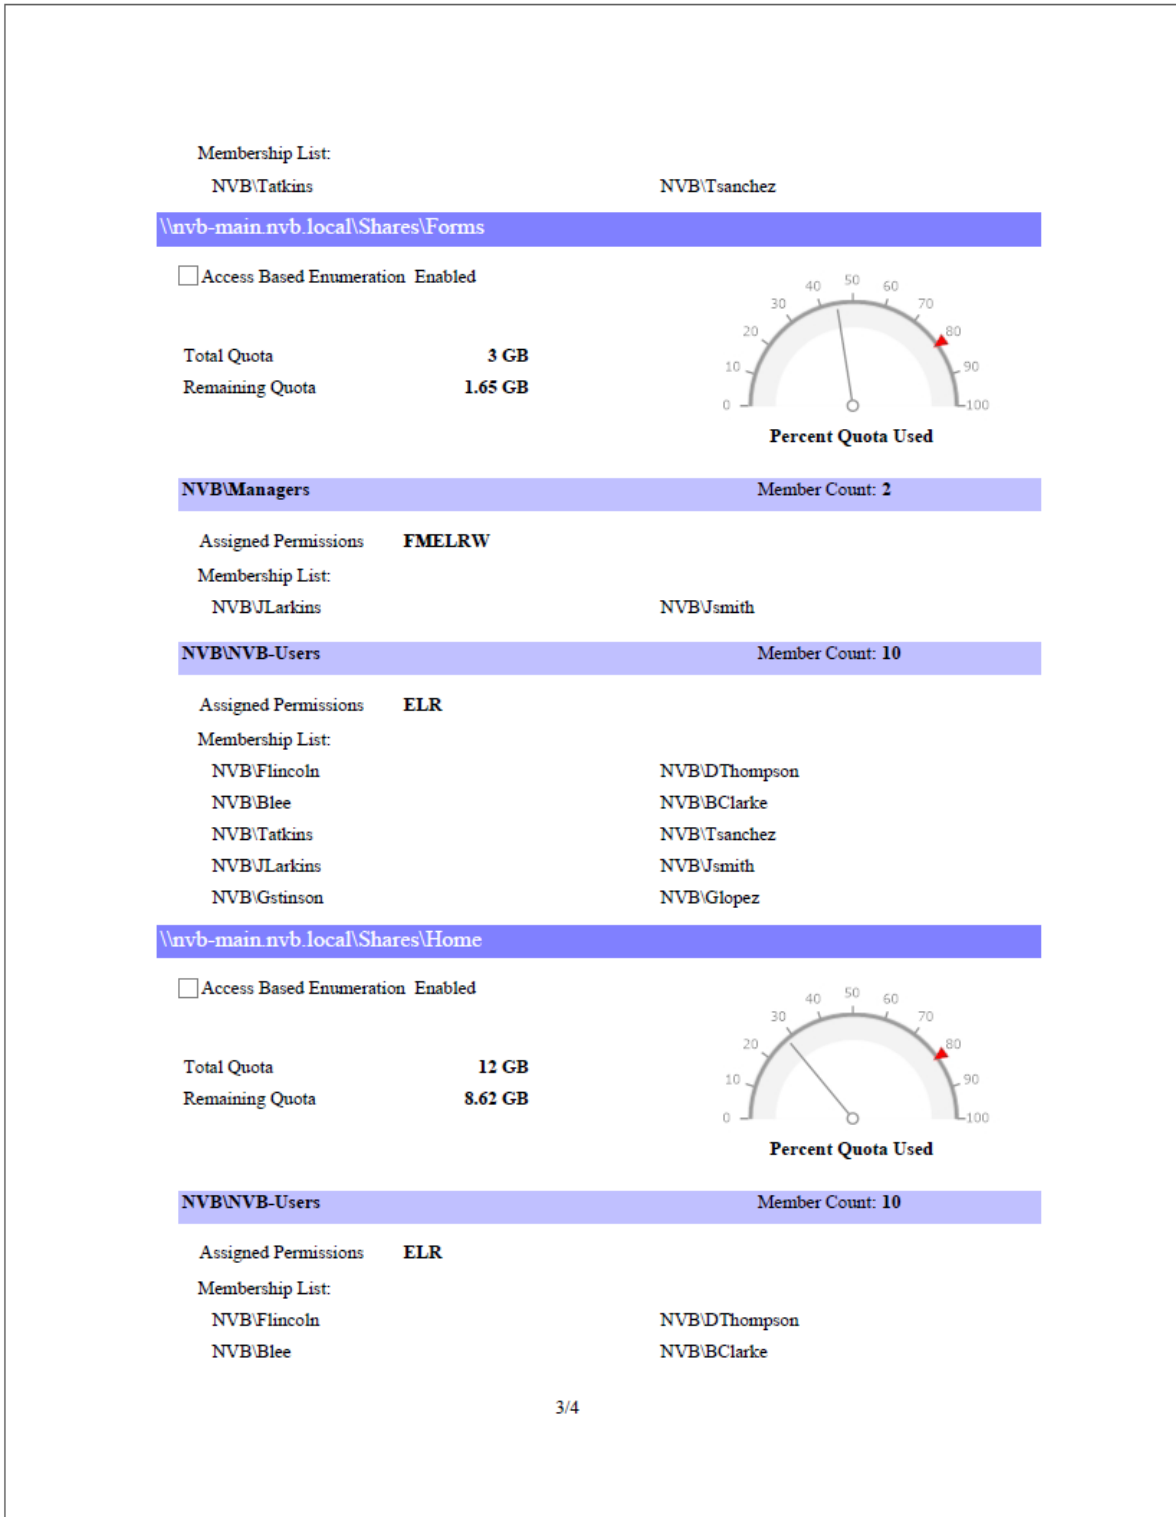 Membership List:
NVB\Tatkins NVB\Tsanchez
\\nvb-main.nvb.local\Shares\Forms
Access Based Enumeration Enabled
0 10 20 30 40 50 60 70 80 90 100
Total Quota 3 GB
Remaining Quota 1.65 GB
Percent Quota Used
NVB\Managers Member Count: 2
Assigned Permissions FMELRW
Membership List:
NVB\JLarkins NVB\Jsmith
NVB\NVB-Users Member Count: 10
Assigned Permissions ELR
Membership List:
NVB\Flincoln NVB\DThompson
NVB\Blee NVB\BClarke
NVB\Tatkins NVB\Tsanchez
NVB\JLarkins NVB\Jsmith
NVB\Gstinson NVB\Glopez
\\nvb-main.nvb.local\Shares\Home
Access Based Enumeration Enabled
0 10 20 30 40 50 60 70 80 90 100
Total Quota 12 GB
Remaining Quota 8.62 GB
Percent Quota Used
NVB\NVB-Users Member Count: 10
Assigned Permissions ELR
Membership List:
NVB\Flincoln NVB\DThompson
NVB\Blee NVB\BClarke
3/4